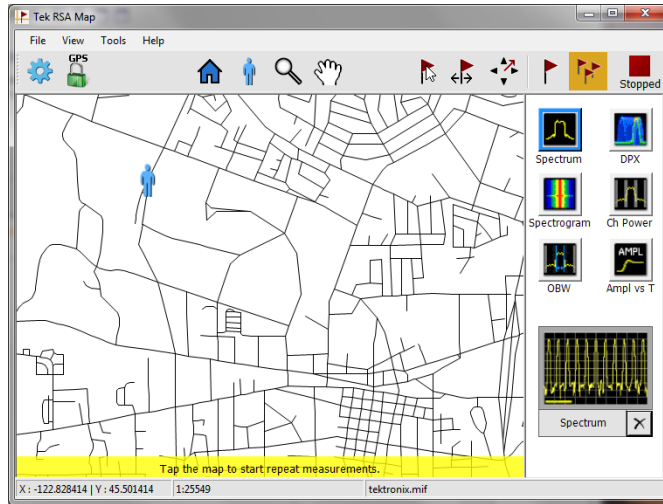 Tek RSA Map
File View Tools Help
GPS
Stopped
Spectrum DPX
Spectrogram Ch Power
AMPL
OBW Ampl vs T
Spectrum
Tap the map to start repeat measurements.
X : -122.828414 | Y : 45.501414 1:25549 tektronix.mif